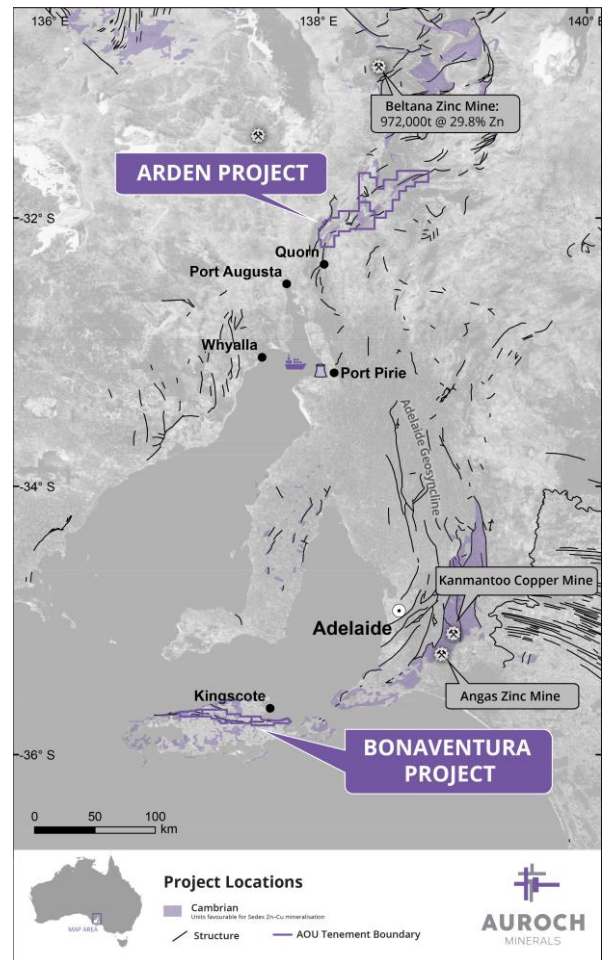 136° E
138° E
140° E
Beltana Zinc Mine:
972,000t @ 29.8% Zn
ARDEN PROJECT
-32° S
Quorn
Port Augusta
Whyalla
Port Pirie
Adelaide Geosyncline
-34° S
Kanmantoo Copper Mine
Adelaide
Angas Zinc Mine
Kingscote
-36° S
BONAVENTURA
PROJECT
0 50 100
km
Project Locations
Cambrian
Units favourable for Sedex Zn-Cu mineralisation
Structure
AOU Tenement Boundary
MAP AREA
AUROCH
MINERALS